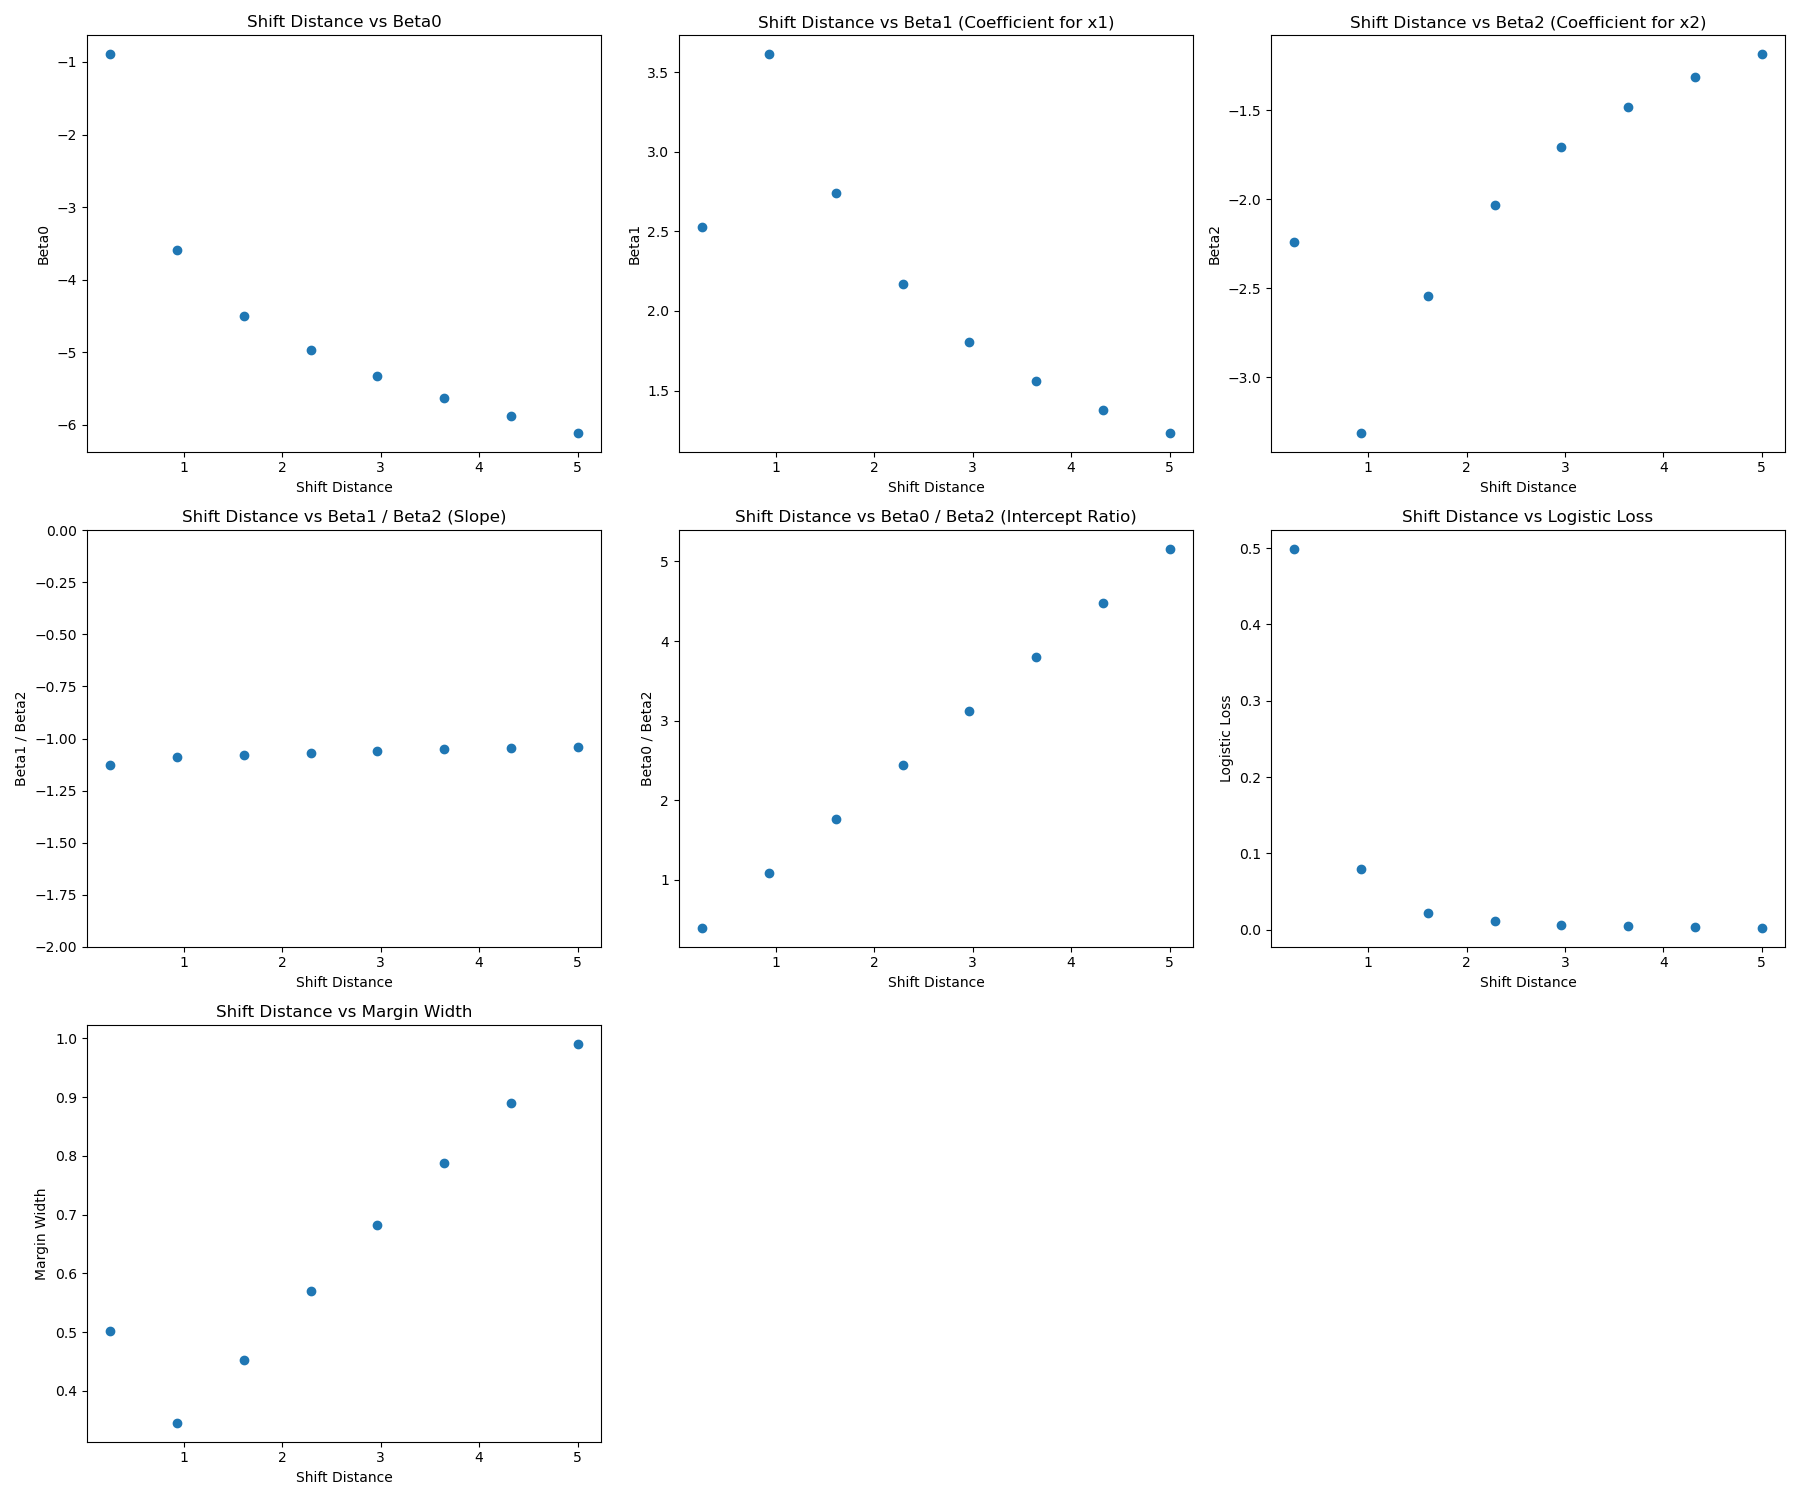 Shift Distance vs Beta0
−1
−2
−3
−4
−5
−6
Beta0
1 2 3 4 5
Shift Distance
Shift Distance vs Beta1 (Coefficient for x1)
3.5
3.0
2.5
2.0
1.5
Beta1
1 2 3 4 5
Shift Distance
Shift Distance vs Beta2 (Coefficient for x2)
−1.5
−2.0
−2.5
−3.0
Beta2
1 2 3 4 5
Shift Distance
Shift Distance vs Beta1 / Beta2 (Slope)
0.00
−0.25
−0.50
−0.75
−1.00
−1.25
−1.50
−1.75
−2.00
Beta1 / Beta2
1 2 3 4 5
Shift Distance
Shift Distance vs Beta0 / Beta2 (Intercept Ratio)
5
4
3
2
1
Beta0 / Beta2
1 2 3 4 5
Shift Distance
Shift Distance vs Logistic Loss
0.5
0.4
0.3
0.2
0.1
0.0
Logistic Loss
1 2 3 4 5
Shift Distance
Shift Distance vs Margin Width
1.0
0.9
0.8
0.7
0.6
0.5
0.4
Margin Width
1 2 3 4 5
Shift Distance